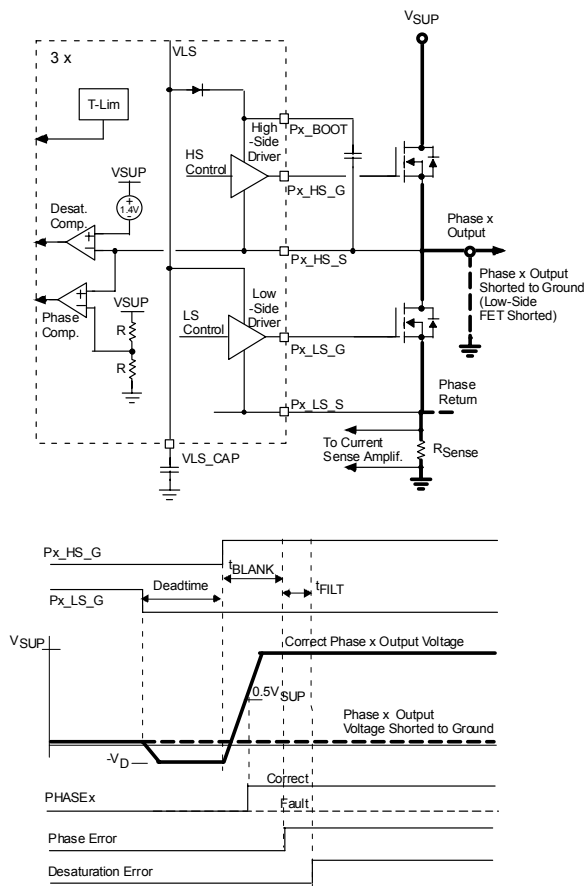 VSUP
VLS
3 x
T-Lim
Px_BOOT
High
-Side
Driver
HS
Control
Px_HS_G
VSUP
Desat.
Comp.
1.4V
+
-
+
-
Phase x
Output
Px_HS_S
Phase x Output
Shorted to Ground
(Low-Side
FET Shorted)
+
-
VSUP
Phase
Comp.
R
R
Low
-Side
Driver
LS
Control
Px_LS_G
Phase
Return
Px_LS_S
To Current
Sense Amplif.
RSense
VLS_CAP
Px_HS_G
tBLANK
Deadtime
tFILT
Px_LS_G
VSUP
Correct Phase x Output Voltage
0.5VSUP
Phase x Output
Voltage Shorted to Ground
-VD
Correct
PHASEx
Fault
Phase Error
Desaturation Error